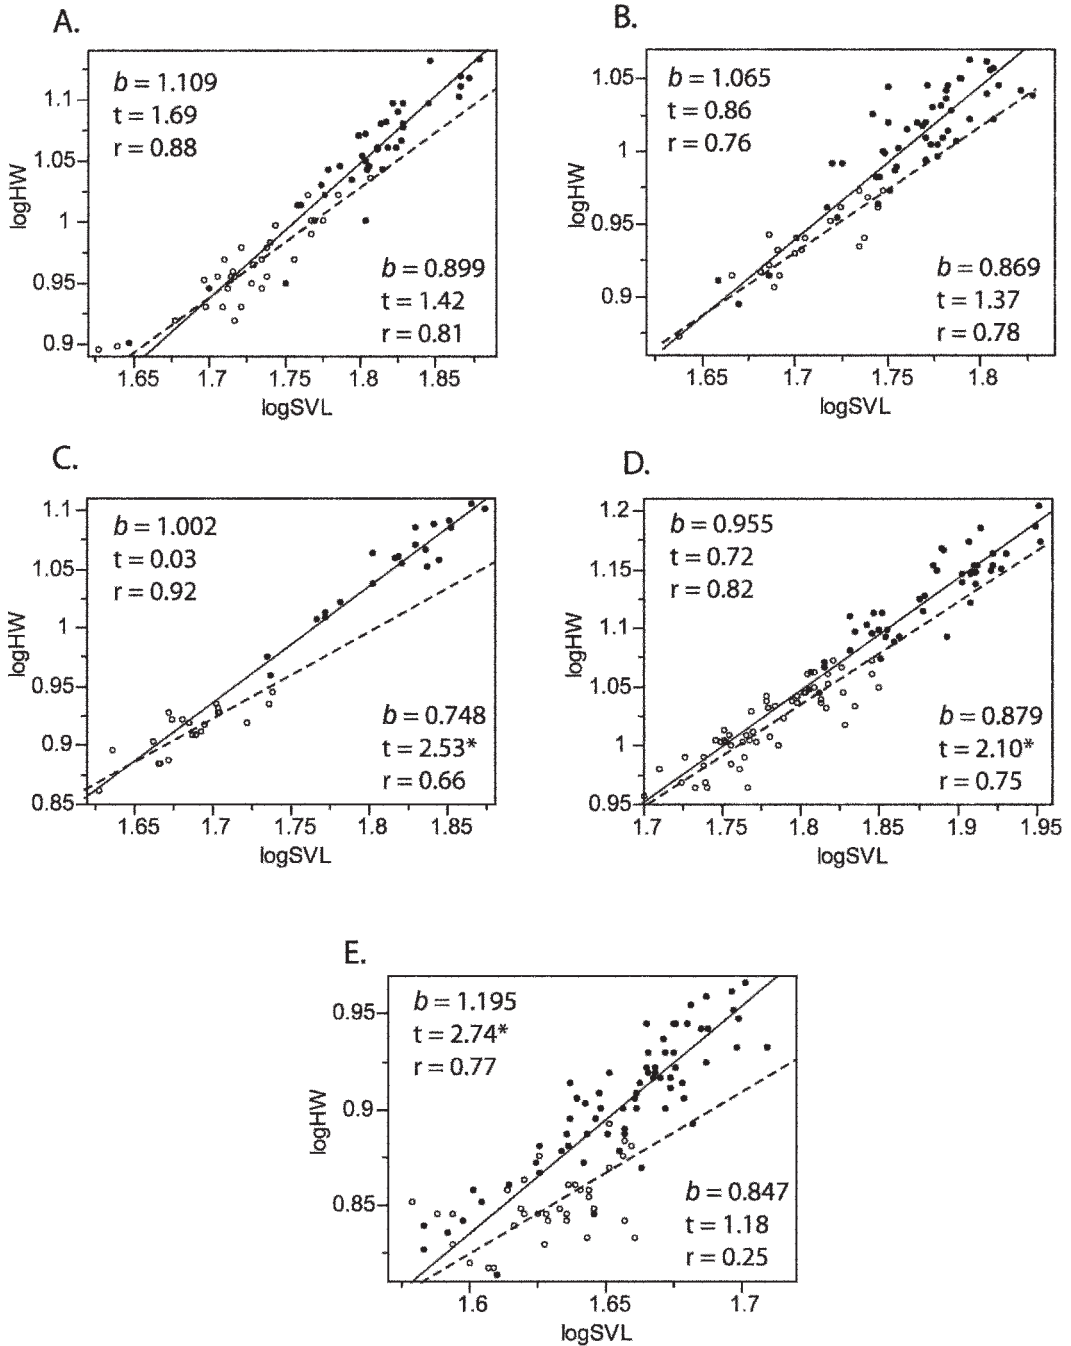 A.
b = 1.109
t = 1.69
r = 0.88
b = 0.899
t = 1.42
r = 0.81
1.1
1.05
1
0.95
0.9
logHW
1.65 1.7 1.75 1.8 1.85
logSVL
B.
b = 1.065
t = 0.86
r = 0.76
b = 0.869
t = 1.37
r = 0.78
1.05
1
0.95
0.9
logHW
1.65 1.7 1.75 1.8
logSVL
C.
b = 1.002
t = 0.03
r = 0.92
b = 0.748
t = 2.53*
r = 0.66
1.1
1.05
1
0.95
0.9
0.85
logHW
1.65 1.7 1.75 1.8 1.85
logSVL
D.
b = 0.955
t = 0.72
r = 0.82
b = 0.879
t = 2.10*
r = 0.75
1.2
1.15
1.1
1.05
1
0.95
logHW
1.7 1.75 1.8 1.85 1.9 1.95
logSVL
E.
b = 1.195
t = 2.74*
r = 0.77
b = 0.847
t = 1.18
r = 0.25
0.95
0.9
0.85
logHW
1.6 1.65 1.7
logSVL